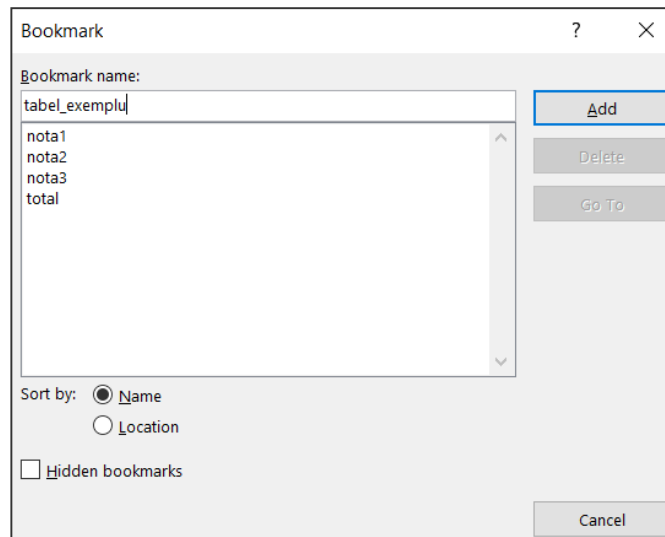 Bookmark ?
Bookmark name:
tabel_exemplu
Add
nota1
nota2
nota3
total
Delete
Go To
Sort by: Name
Location
Hidden bookmarks
Cancel